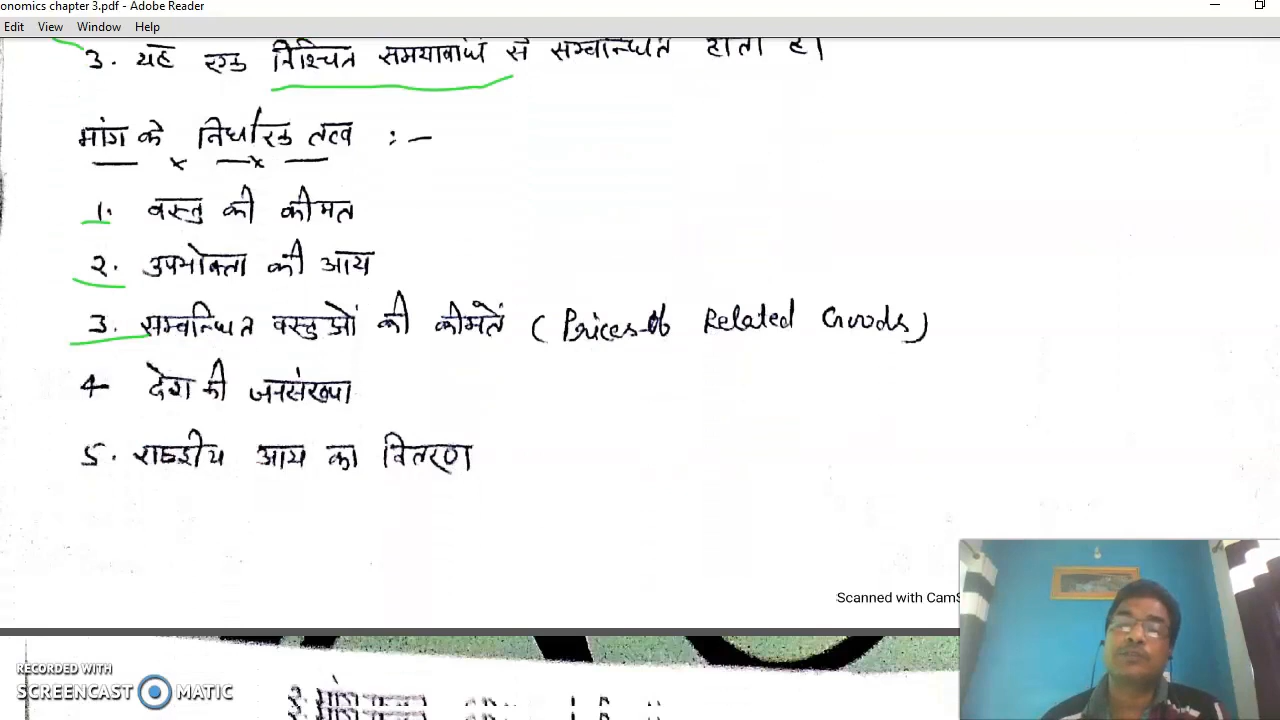 onomics chapter 3.pdf - Adobe Reader
Edit View Window Help
3. यह एक निश्चित समयावधि से सम्बन्धित होता है।
मांग के निर्धारक तत्व :-
1. वस्तु की कीमत
2. उपभोक्ता की आय
3. सम्बन्धित वस्तुओं की कीमतें (Prices of Related Goods)
4 देश की जनसंख्या
5. राष्ट्रीय आय का वितरण
Scanned with CamS
RECORDED WITH
SCREENCAST MATIC